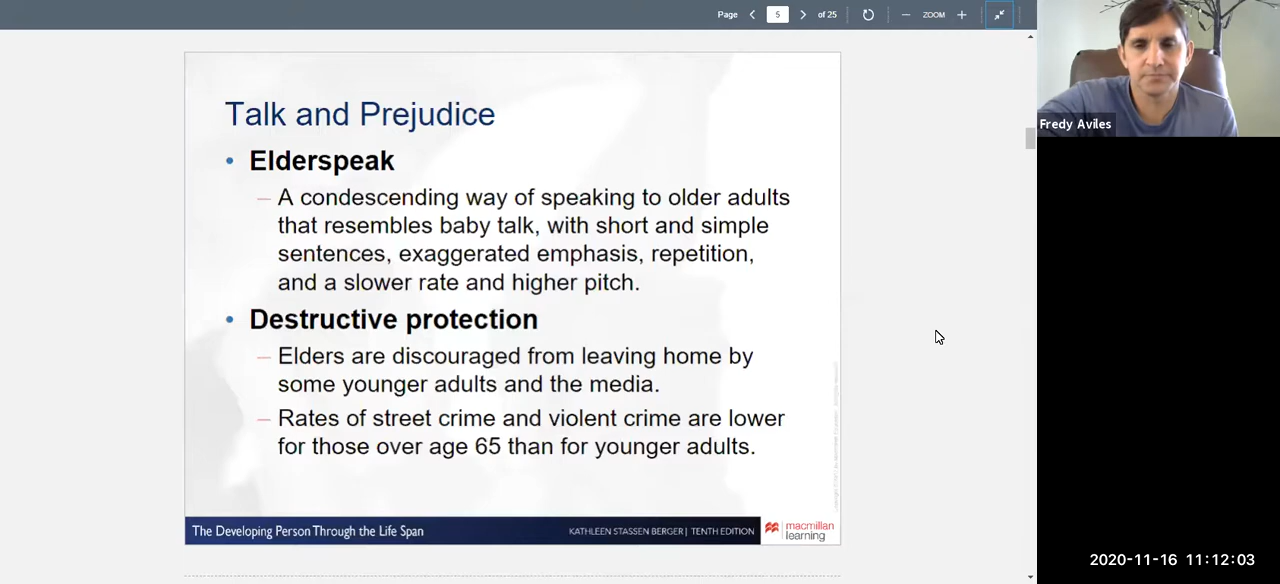 Page 5 of 25 ZOOM
Talk and Prejudice
Elderspeak
A condescending way of speaking to older adults
that resembles baby talk, with short and simple
sentences, exaggerated emphasis, repetition,
and a slower rate and higher pitch.
Destructive protection
Elders are discouraged from leaving home by
some younger adults and the media.
Rates of street crime and violent crime are lower
for those over age 65 than for younger adults.
The Developing Person Through the Life Span
KATHLEEN STASSEN BERGER | TENTH EDITION
macmillan
learning
Fredy Aviles
2020-11-16 11:12:03